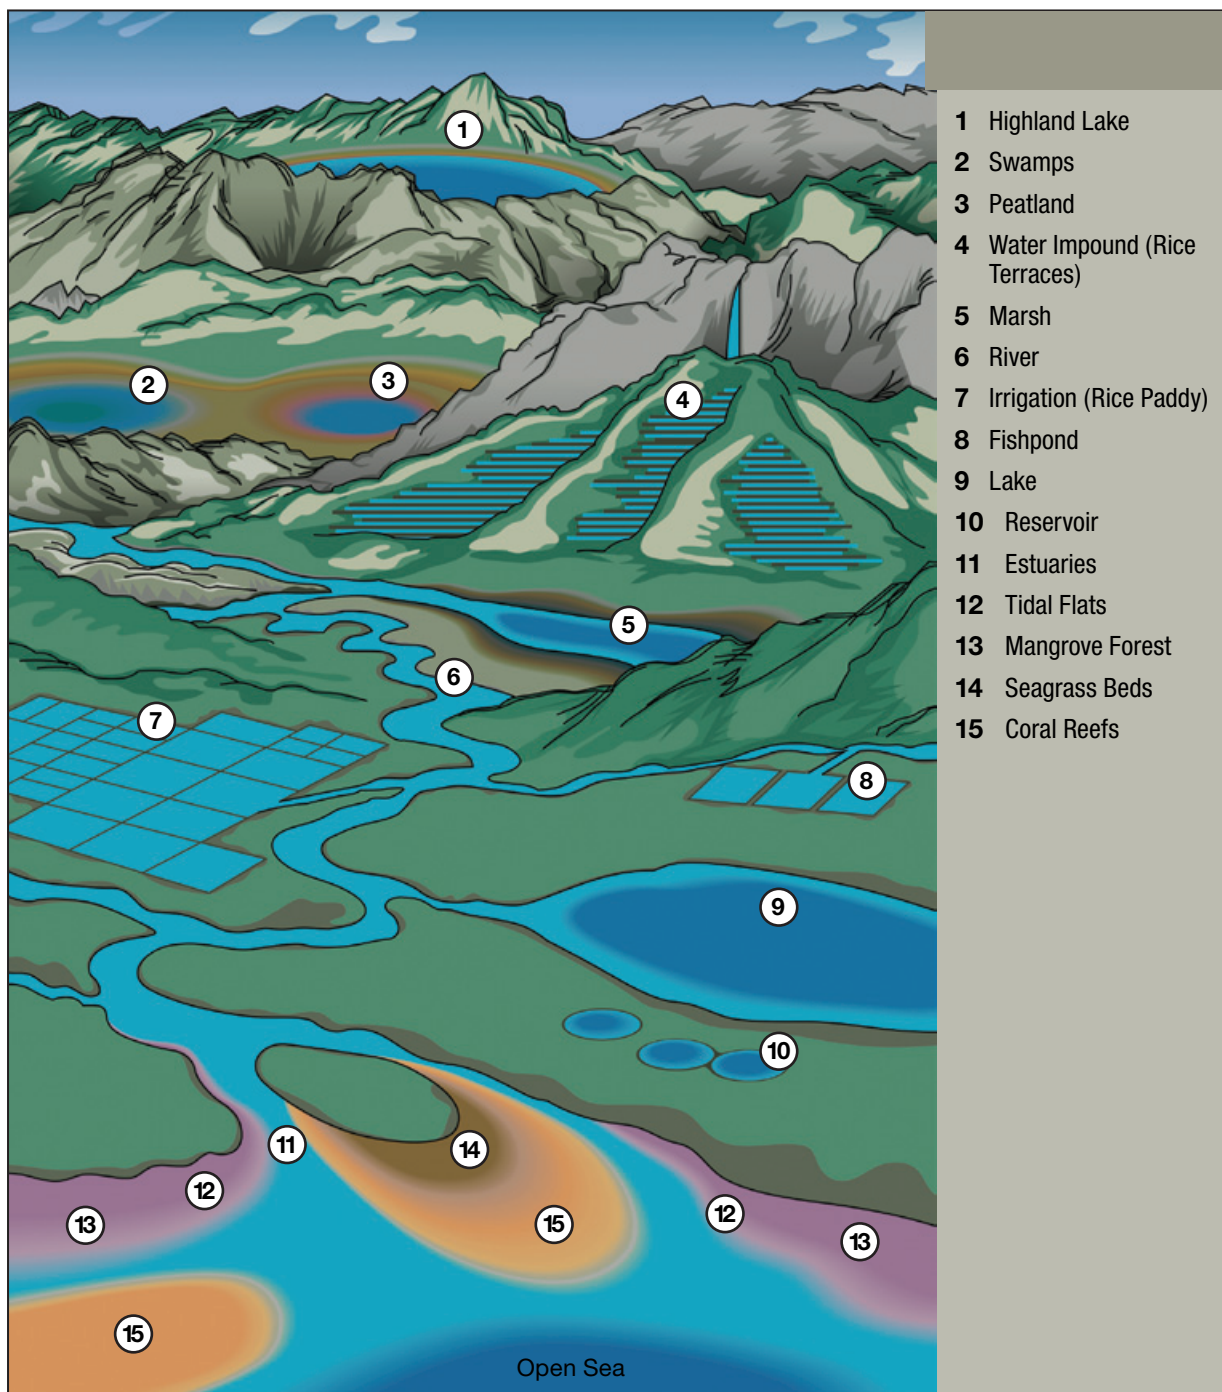 1
2
3
4
5
6
7
8
9
10
11
14
12
15
12
13
13
15
Open Sea
1 Highland Lake
2 Swamps
3 Peatland
4 Water Impound (Rice
Terraces)
5 Marsh
6 River
7 Irrigation (Rice Paddy)
8 Fishpond
9 Lake
10 Reservoir
11 Estuaries
12 Tidal Flats
13 Mangrove Forest
14 Seagrass Beds
15 Coral Reefs